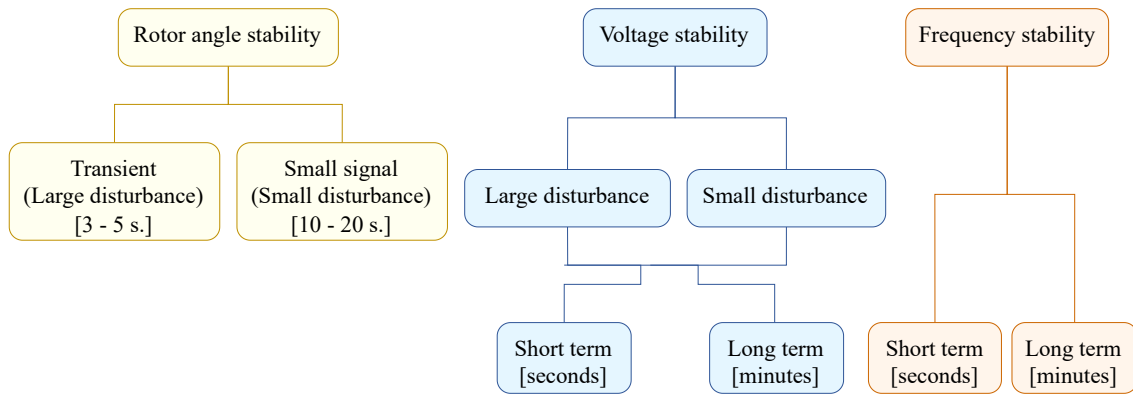 Rotor angle stability
Voltage stability
Frequency stability
Transient
(Large disturbance)
[3 - 5 s.]
Small signal
(Small disturbance)
[10 - 20 s.]
Large disturbance
Small disturbance
Short term
[seconds]
Long term
[minutes]
Short term
[seconds]
Long term
[minutes]